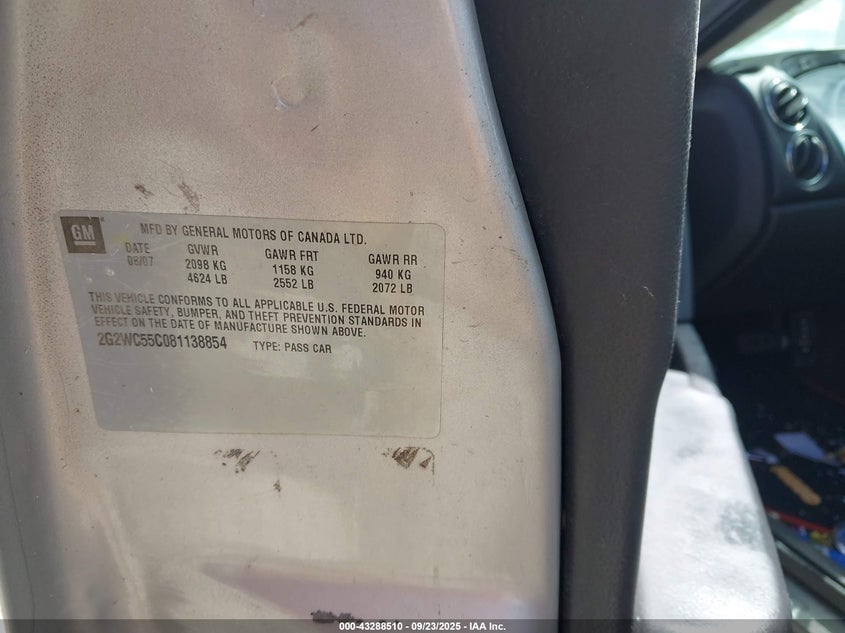 GM
MFD BY GENERAL MOTORS OF CANADA LTD.
DATE GVWR GAWR FRT GAWR RR
08/07 2098 KG 1158 KG 940 KG
4624 LB 2552 LB 2072 LB
THIS VEHICLE CONFORMS TO ALL APPLICABLE U.S. FEDERAL MOTOR
VEHICLE SAFETY, BUMPER, AND THEFT PREVENTION STANDARDS IN
EFFECT ON THE DATE OF MANUFACTURE SHOWN ABOVE.
2G2WC55C081138854 TYPE: PASS CAR
000-43288510 - 09/23/2025 - IAA Inc.